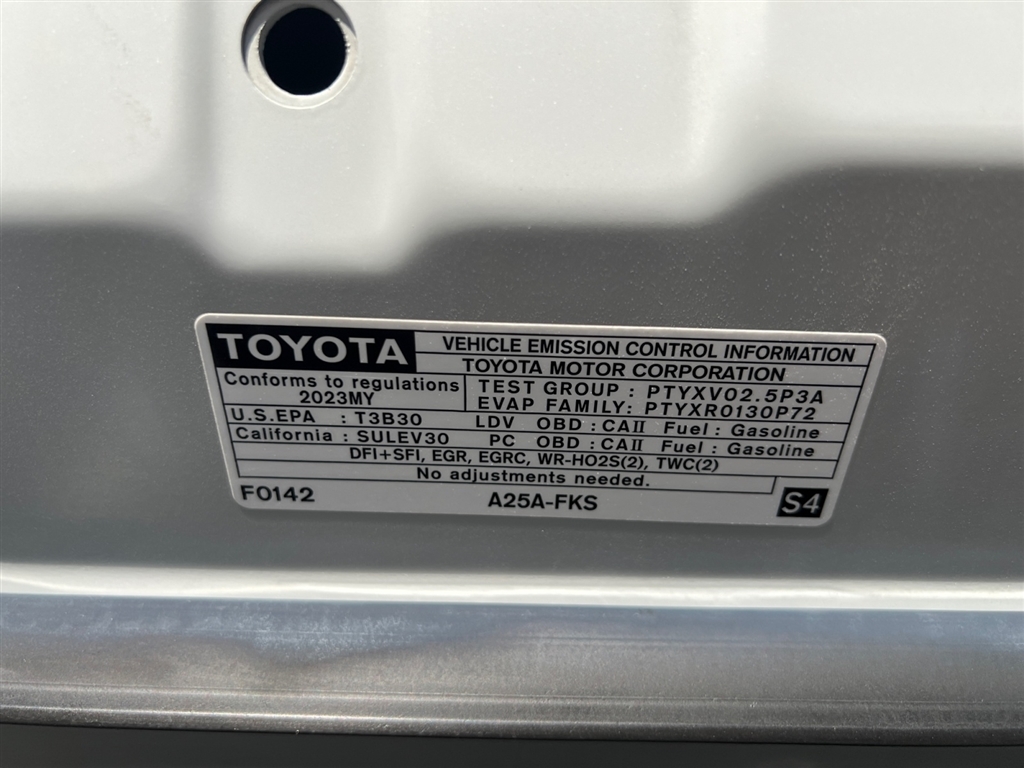 TOYOTA
VEHICLE EMISSION CONTROL INFORMATION
TOYOTA MOTOR CORPORATION
Conforms to regulations
2023MY
TEST GROUP : PTYXV02.5P3A
EVAP FAMILY: PTYXR0130P72
U.S.EPA : T3B30 LDV OBD : CAII Fuel : Gasoline
California : SULEV30 PC OBD : CAII Fuel : Gasoline
DFI+SFI, EGR, EGRC, WR-HO2S(2), TWC(2)
No adjustments needed.
F0142 A25A-FKS S4